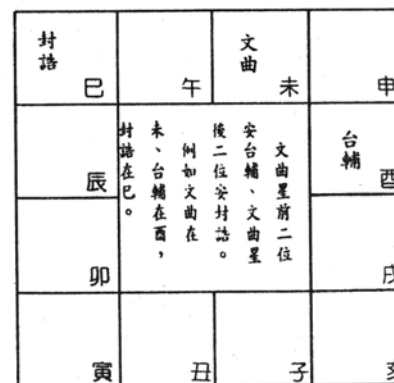 封誥
巳
午
文曲
未
申
辰
台輔
酉
文曲星前二位
安台輔、文曲星
後二位安封誥。
例如文曲在
未、台輔在酉，
封誥在巳。
卯
戌
寅
丑
子
亥